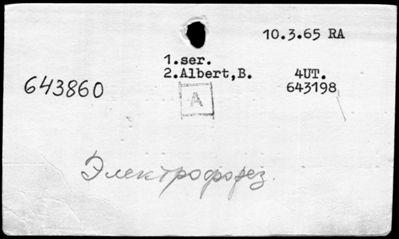 10.3.65 RA
1.ser.
2.Albert,B. 4UT.
643860 643198
A
Электрофорез.